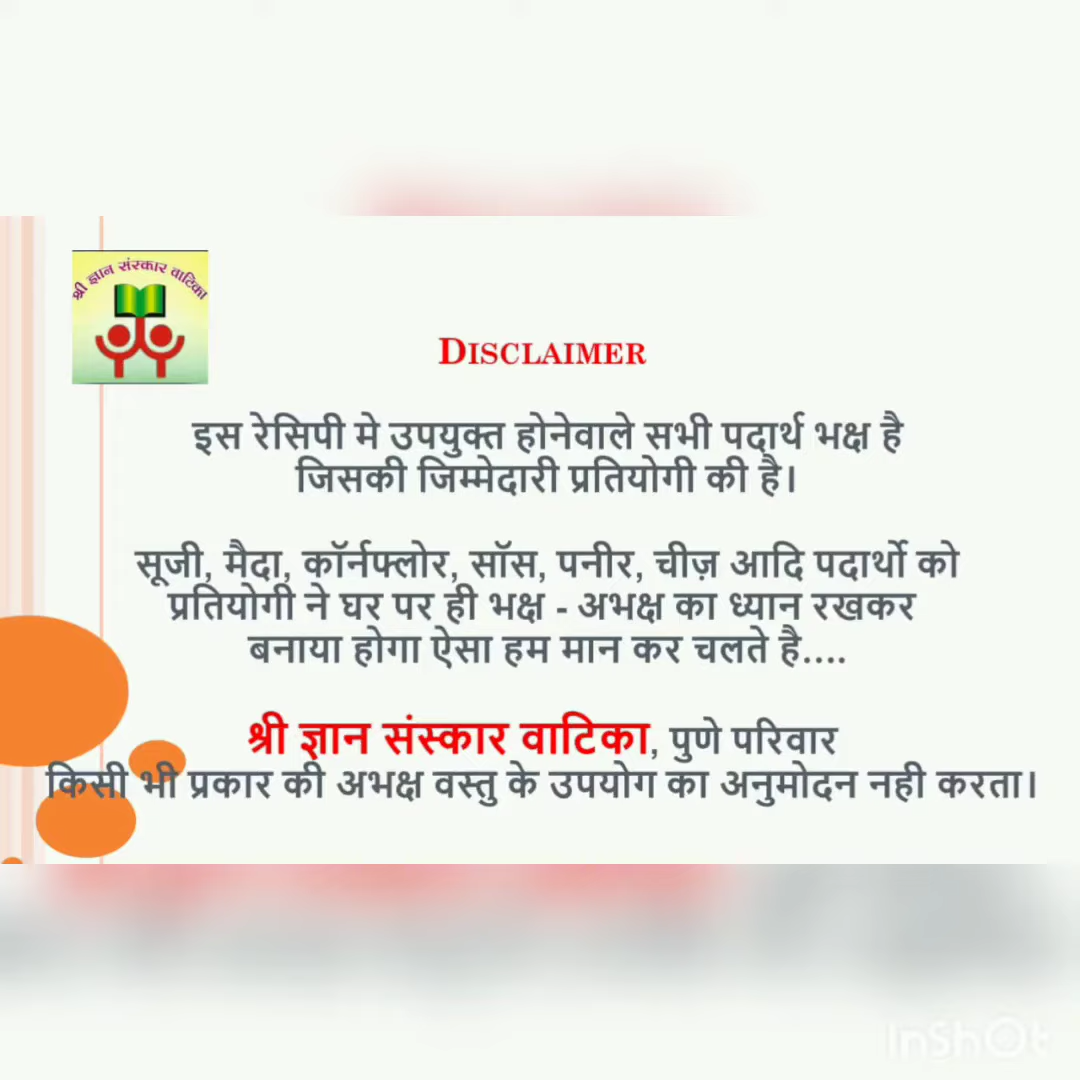 श्री ज्ञान संस्कार वाटिका
DISCLAIMER
इस रेसिपी मे उपयुक्त होनेवाले सभी पदार्थ भक्ष है
जिसकी जिम्मेदारी प्रतियोगी की है।
सूजी, मैदा, कॉर्नफ्लोर, सॉस, पनीर, चीज़ आदि पदार्थो को
प्रतियोगी ने घर पर ही भक्ष - अभक्ष का ध्यान रखकर
बनाया होगा ऐसा हम मान कर चलते है....
श्री ज्ञान संस्कार वाटिका, पुणे परिवार
किसी भी प्रकार की अभक्ष वस्तु के उपयोग का अनुमोदन नही करता।
InShOt